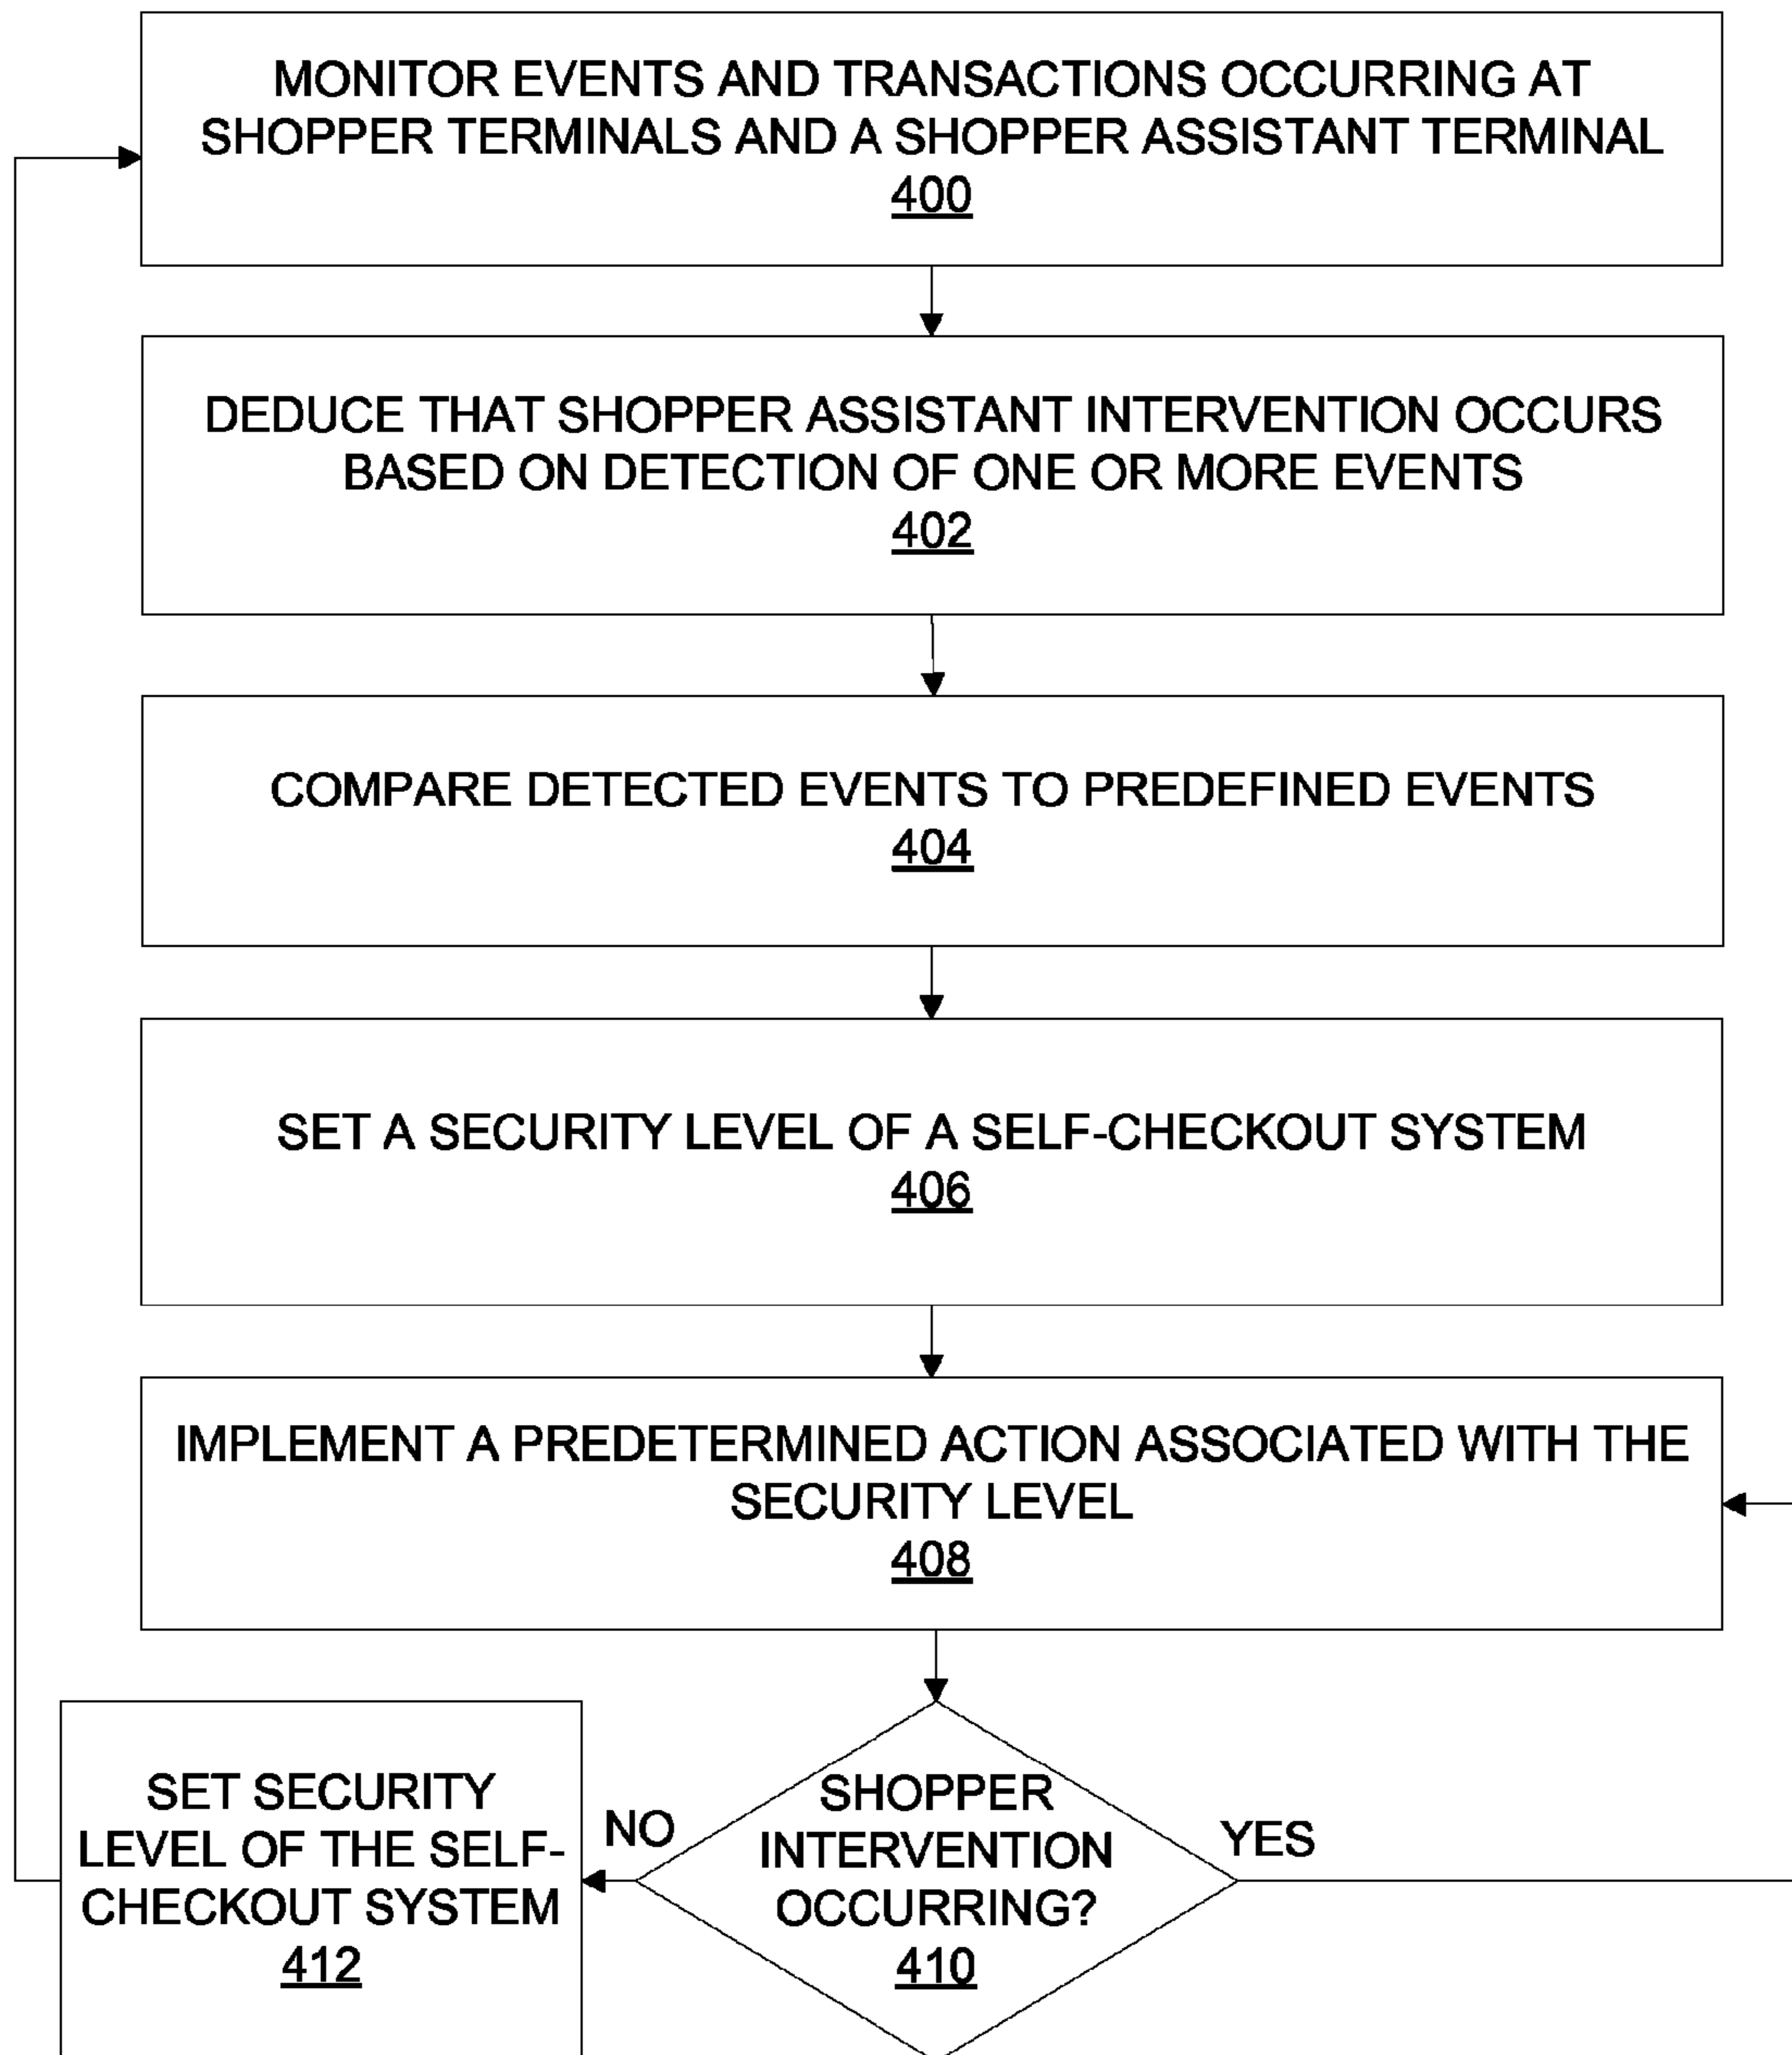 MONITOR EVENTS AND TRANSACTIONS OCCURRING AT
SHOPPER TERMINALS AND A SHOPPER ASSISTANT TERMINAL
400
DEDUCE THAT SHOPPER ASSISTANT INTERVENTION OCCURS
BASED ON DETECTION OF ONE OR MORE EVENTS
402
COMPARE DETECTED EVENTS TO PREDEFINED EVENTS
404
SET A SECURITY LEVEL OF A SELF-CHECKOUT SYSTEM
406
IMPLEMENT A PREDETERMINED ACTION ASSOCIATED WITH THE
SECURITY LEVEL
408
SHOPPER
INTERVENTION
OCCURRING?
410
YES
NO
SET SECURITY
LEVEL OF THE SELF-
CHECKOUT SYSTEM
412